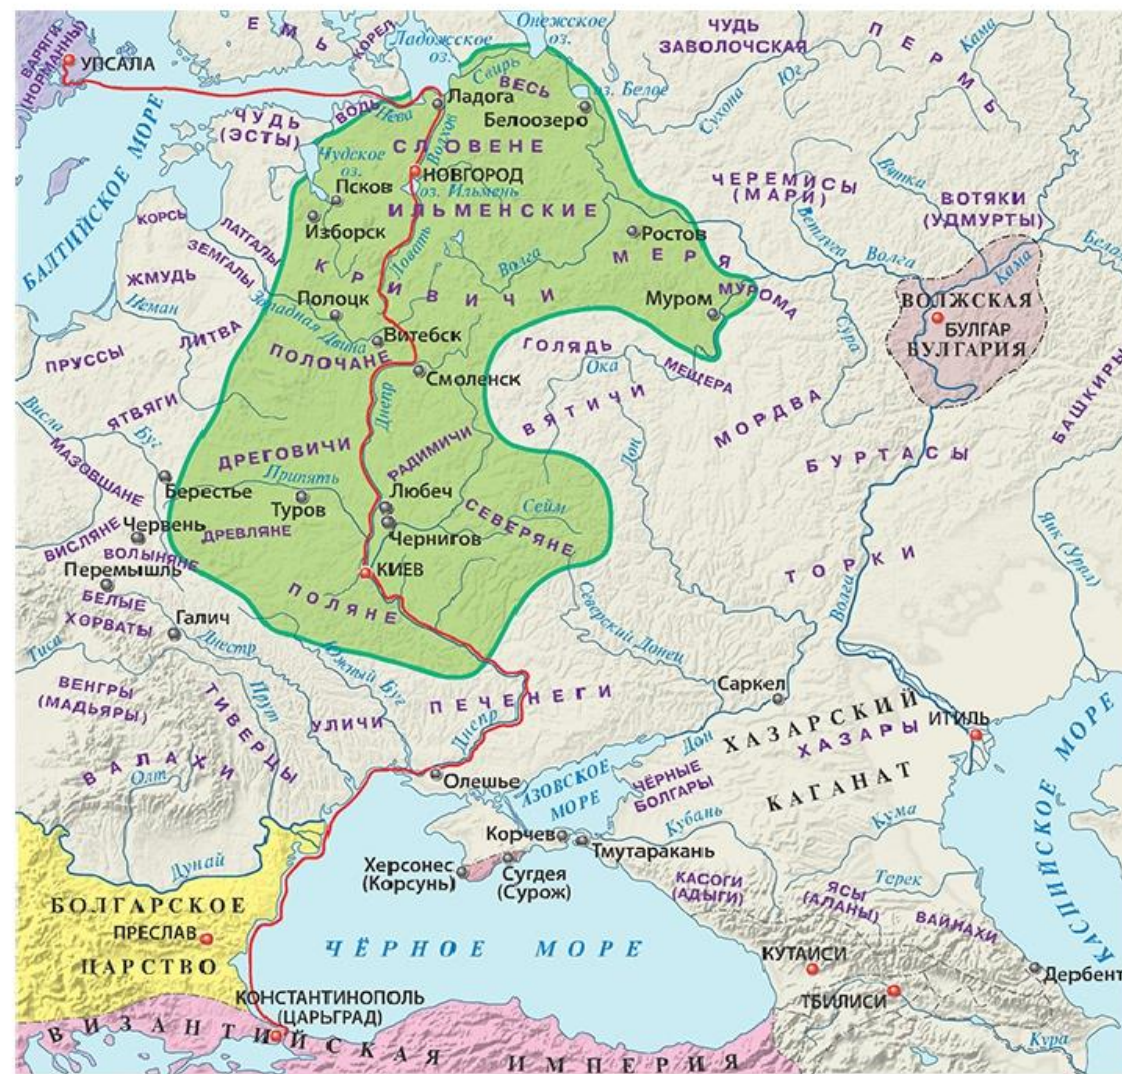 ВАРЯГИ
(НОРМАННЫ)
УПСАЛА
ЕМЬ
КОРЕЛ
Ладожское
оз.
Онежское
оз.
ЧУДЬ
ЗАВОЛОЧСКАЯ
ПЕРМЬ
Кама
Свирь
ВЕСЬ
оз. Белое
Юг
Сухона
БАЛТИЙСКОЕ МОРЕ
ЧУДЬ
(ЭСТЫ)
ВОДЬ
Нева
Ладога
Белоозеро
Волхов
СЛОВЕНЕ
Чудское
оз.
НОВГОРОД
оз. Ильмень
Псков
Изборск
ИЛЬМЕНСКИЕ
ЧЕРЕМИСЫ
(МАРИ)
Вятка
ВОТЯКИ
(УДМУРТЫ)
Ветлуга
Волга
Кама
Белая
КОРСЬ
ЛАТГАЛЫ
ЗЕМГАЛЫ
ЖМУДЬ
Неман
ЛИТВА
ПРУССЫ
Ловать
Волга
Ростов
МЕРЯ
КРИВИЧИ
Полоцк
Западная Двина
Витебск
ПОЛОЧАНЕ
Смоленск
Муром
МУРОМА
ГОЛЯДЬ
Ока
МЕЩЕРА
Сура
ВОЛЖСКАЯ
БУЛГАР
БУЛГАРИЯ
БАШКИРЫ
ВЯТИЧИ
МОРДВА
БУРТАСЫ
Дон
Днепр
Висла
ЯТВЯГИ
Буг
МАЗОВШАНЕ
ДРЕГОВИЧИ
РАДИМИЧИ
Припять
Берестье
Туров
Любеч
Чернигов
СЕВЕРЯНЕ
Сейм
Червень
ВИСЛЯНЕ
ВОЛЫНЯНЕ
ДРЕВЛЯНЕ
Перемышль
КИЕВ
ПОЛЯНЕ
БЕЛЫЕ
ХОРВАТЫ
Галич
Днестр
Южный Буг
Северский Донец
ТОРКИ
Волга
Яик (Урал)
Тиса
ВЕНГРЫ
(МАДЬЯРЫ)
ТИВЕРЦЫ
Прут
УЛИЧИ
ПЕЧЕНЕГИ
Днепр
Саркел
Дон
ХАЗАРСКИЙ
ХАЗАРЫ
КАГАНАТ
ИТИЛЬ
ВАЛАХИ
Олт
Олешье
АЗОВСКОЕ
МОРЕ
ЧЁРНЫЕ
БОЛГАРЫ
Кубань
Кума
КАСПИЙСКОЕ МОРЕ
Корчев
Тмутаракань
Дунай
Херсонес
(Корсунь)
Сугдея
(Сурож)
КАСОГИ
(АДЫГИ)
Терек
ЯСЫ
(АЛАНЫ)
ВАЙНАХИ
БОЛГАРСКОЕ
ПРЕСЛАВ
ЦАРСТВО
ЧЁРНОЕ МОРЕ
КУТАИСИ
ТБИЛИСИ
Дербент
Кура
КОНСТАНТИНОПОЛЬ
(ЦАРЬГРАД)
ВИЗАНТИЙСКАЯ ИМПЕРИЯ